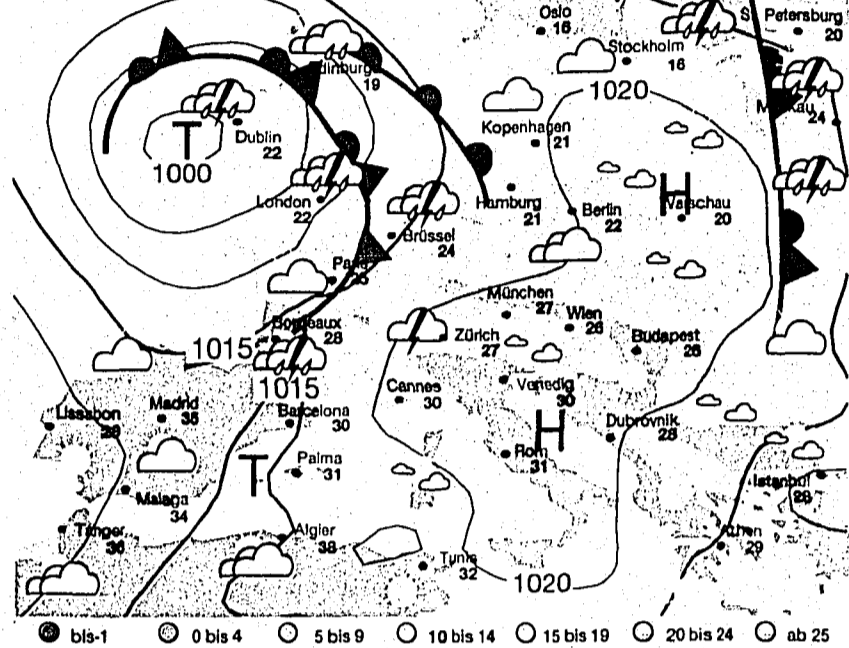 Oslo
16
St. Petersburg
20
Stockholm
16
Edinburg
19
1020
Moskau
24
Kopenhagen
21
Dublin
22
T
1000
London
22
Hamburg
21
Berlin
22
H
Warschau
20
Brüssel
24
Paris
München
27
Wien
26
Zürich
27
Budapest
26
Bordeaux
28
1015
1015
Cannes
30
Venedig
30
Lissabon
28
Madrid
35
Barcelona
30
Dubrovnik
28
H
Rom
31
T
Palma
31
Malaga
34
Istanbul
28
Tanger
36
Algier
38
Athen
29
Tunis
32
1020
bis-1
0 bis 4
5 bis 9
10 bis 14
15 bis 19
20 bis 24
ab 25